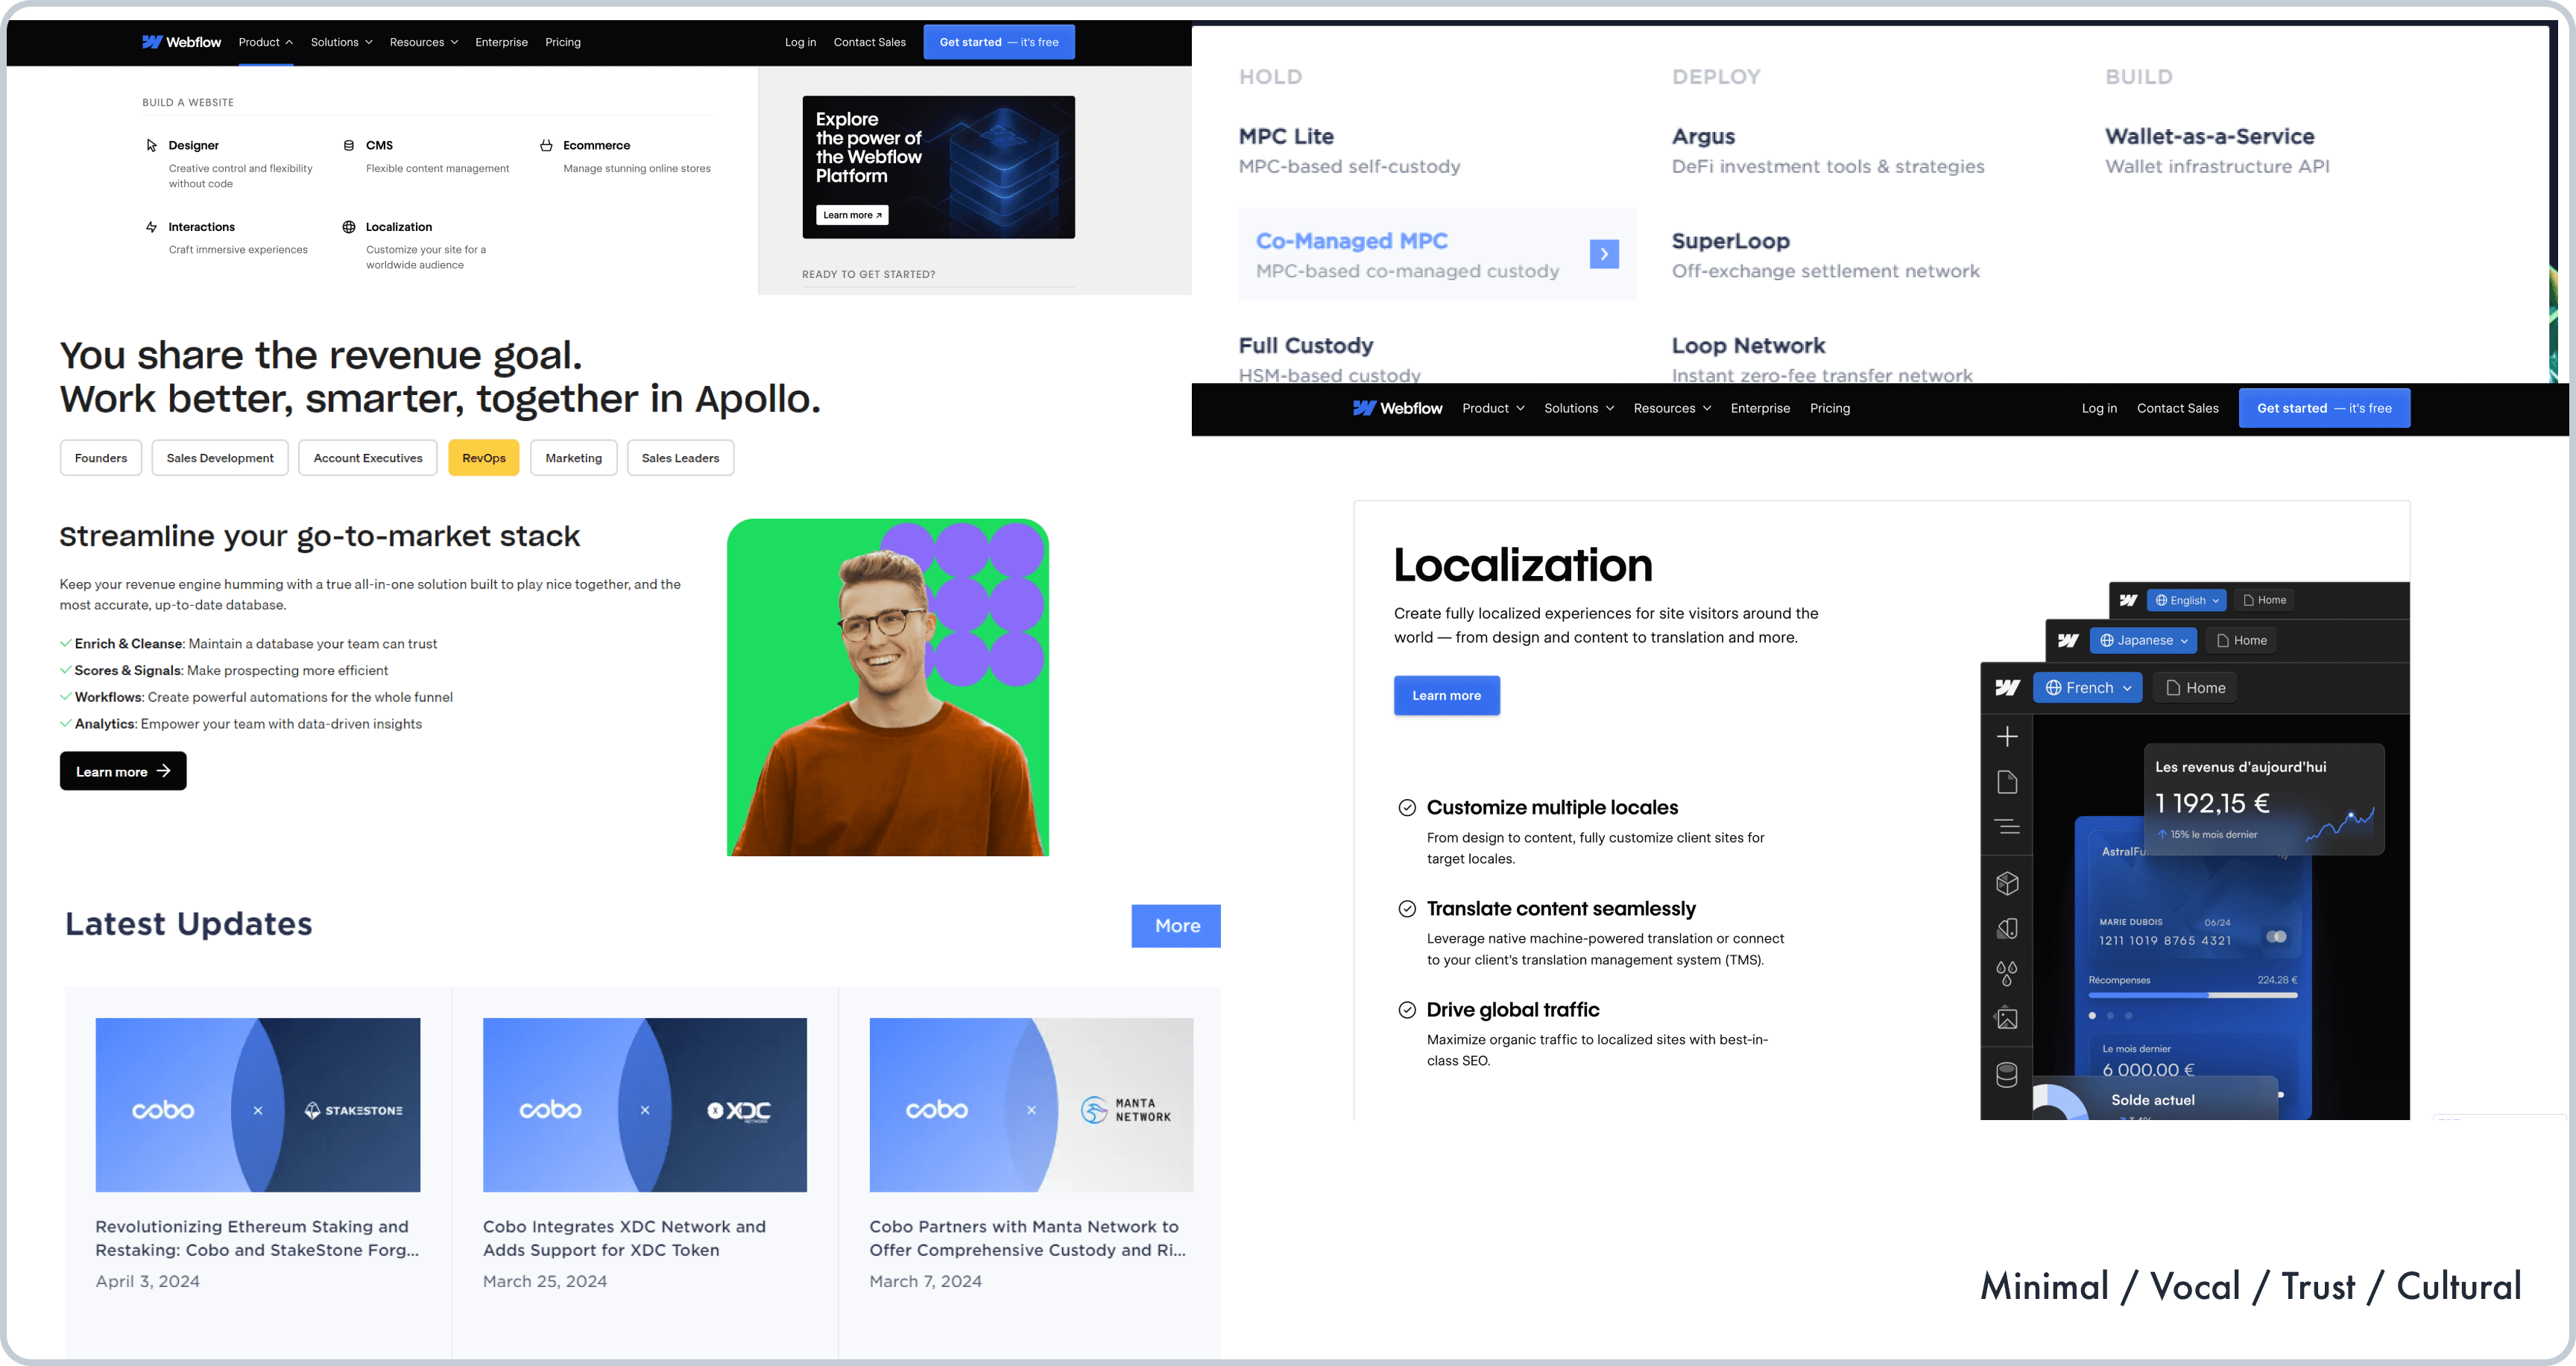 Webflow
Product
Solutions
Resources
Enterprise
Pricing
Log in
Contact Sales
Get started — it's free
BUILD A WEBSITE
Designer
Creative control and flexibility
without code
CMS
Flexible content management
Ecommerce
Manage stunning online stores
Interactions
Craft immersive experiences
Localization
Customize your site for a
worldwide audience
Explore
the power of
the Webflow
Platform
Learn more
READY TO GET STARTED?
HOLD
MPC Lite
MPC-based self-custody
Co-Managed MPC
MPC-based co-managed custody
Full Custody
HSM-based custody
DEPLOY
Argus
DeFi investment tools & strategies
SuperLoop
Off-exchange settlement network
Loop Network
Instant zero-fee transfer network
BUILD
Wallet-as-a-Service
Wallet infrastructure API
You share the revenue goal.
Work better, smarter, together in Apollo.
Founders
Sales Development
Account Executives
RevOps
Marketing
Sales Leaders
Streamline your go-to-market stack
Keep your revenue engine humming with a true all-in-one solution built to play nice together, and the
most accurate, up-to-date database.
Enrich & Cleanse: Maintain a database your team can trust
Scores & Signals: Make prospecting more efficient
Workflows: Create powerful automations for the whole funnel
Analytics: Empower your team with data-driven insights
Learn more
Webflow
Product
Solutions
Resources
Enterprise
Pricing
Log in
Contact Sales
Get started — it's free
Localization
Create fully localized experiences for site visitors around the
world — from design and content to translation and more.
Learn more
Customize multiple locales
From design to content, fully customize client sites for
target locales.
Translate content seamlessly
Leverage native machine-powered translation or connect
to your client's translation management system (TMS).
Drive global traffic
Maximize organic traffic to localized sites with best-in-
class SEO.
English
Home
Japanese
Home
French
Home
Les revenus d'aujourd'hui
1 192,15 €
15% le mois dernier
MARIE DUBOIS
06/24
1211 1019 8765 4321
Récompenses
224,28 €
Le mois dernier
6 000,00 €
Solde actuel
Latest Updates
More
cobo × STAKESTONE
Revolutionizing Ethereum Staking and
Restaking: Cobo and StakeStone Forg...
April 3, 2024
cobo × XDC
NETWORK
Cobo Integrates XDC Network and
Adds Support for XDC Token
March 25, 2024
cobo × MANTA
NETWORK
Cobo Partners with Manta Network to
Offer Comprehensive Custody and Ri...
March 7, 2024
Minimal / Vocal / Trust / Cultural